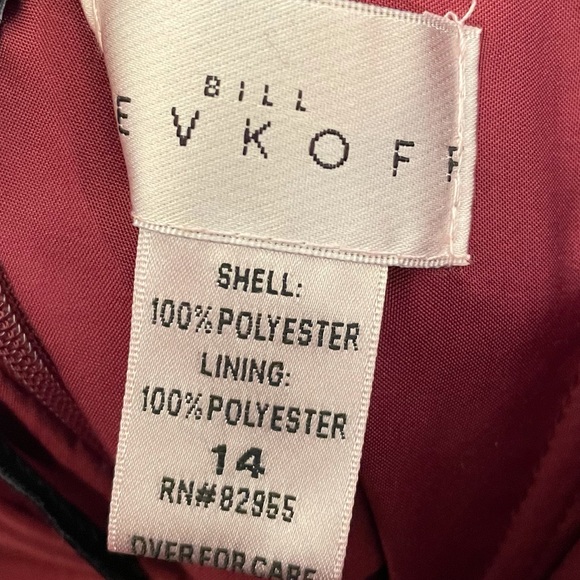 BILL
EVKOFF
SHELL:
100% POLYESTER
LINING:
100% POLYESTER
14
RN# 82955
OVER FOR CARE